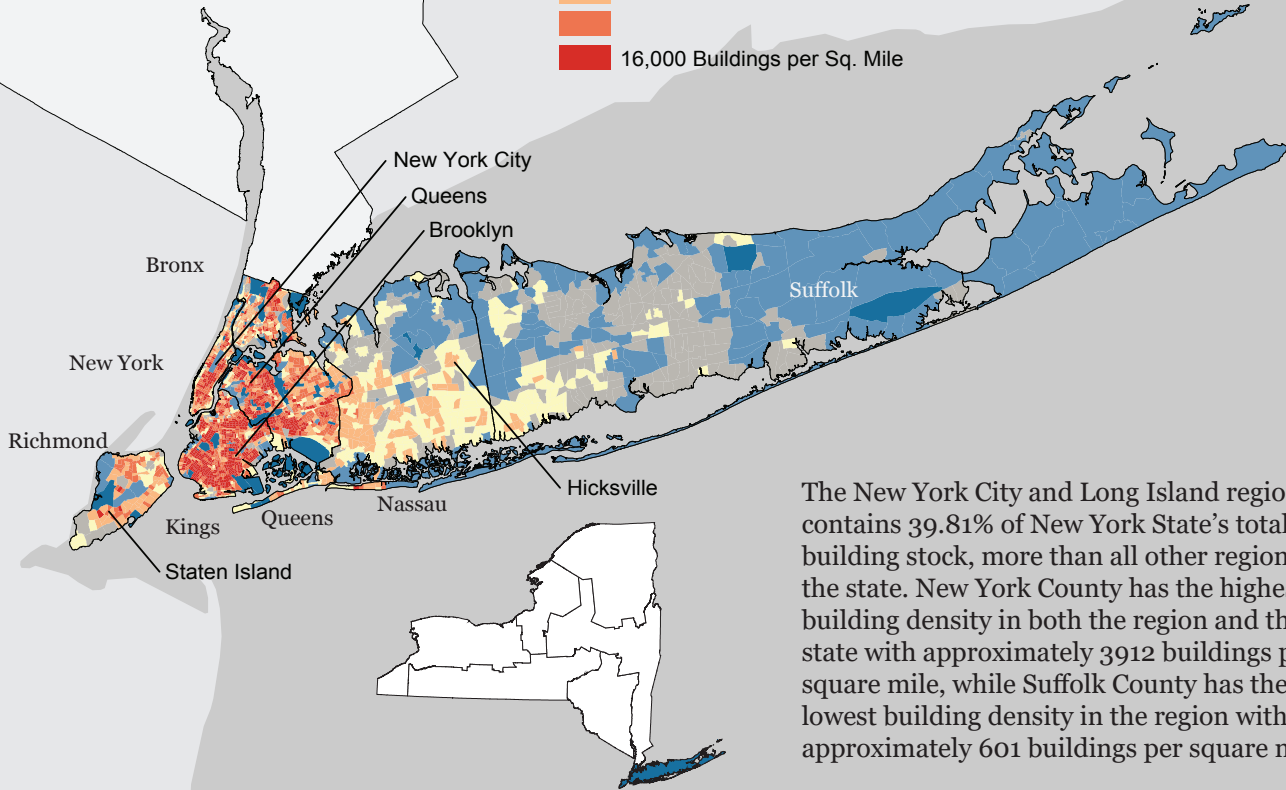 16,000 Buildings per Sq. Mile
New York City
Queens
Brooklyn
Bronx
Suffolk
New York
Richmond
Hicksville
Nassau
Queens
Kings
Staten Island
The New York City and Long Island regio
contains 39.81% of New York State's total
building stock, more than all other region
the state. New York County has the highe
building density in both the region and th
state with approximately 3912 buildings p
square mile, while Suffolk County has the
lowest building density in the region with
approximately 601 buildings per square m